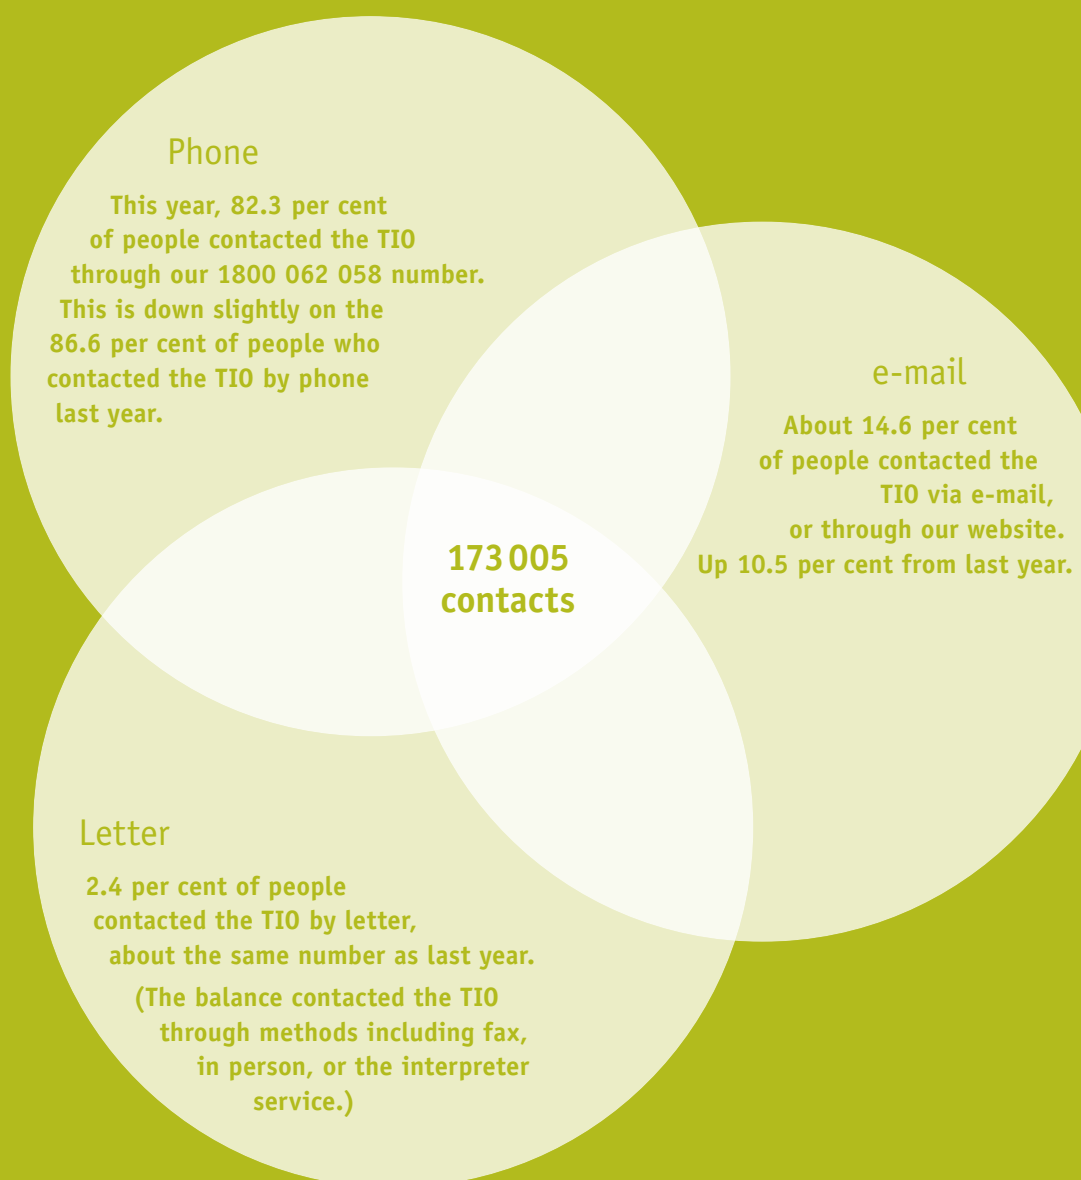 Phone
This year, 82.3 per cent
of people contacted the TIO
through our 1800 062 058 number.
This is down slightly on the
86.6 per cent of people who
contacted the TIO by phone
last year.
e-mail
About 14.6 per cent
of people contacted the
TIO via e-mail,
or through our website.
Up 10.5 per cent from last year.
173 005
contacts
Letter
2.4 per cent of people
contacted the TIO by letter,
about the same number as last year.
(The balance contacted the TIO
through methods including fax,
in person, or the interpreter
service.)